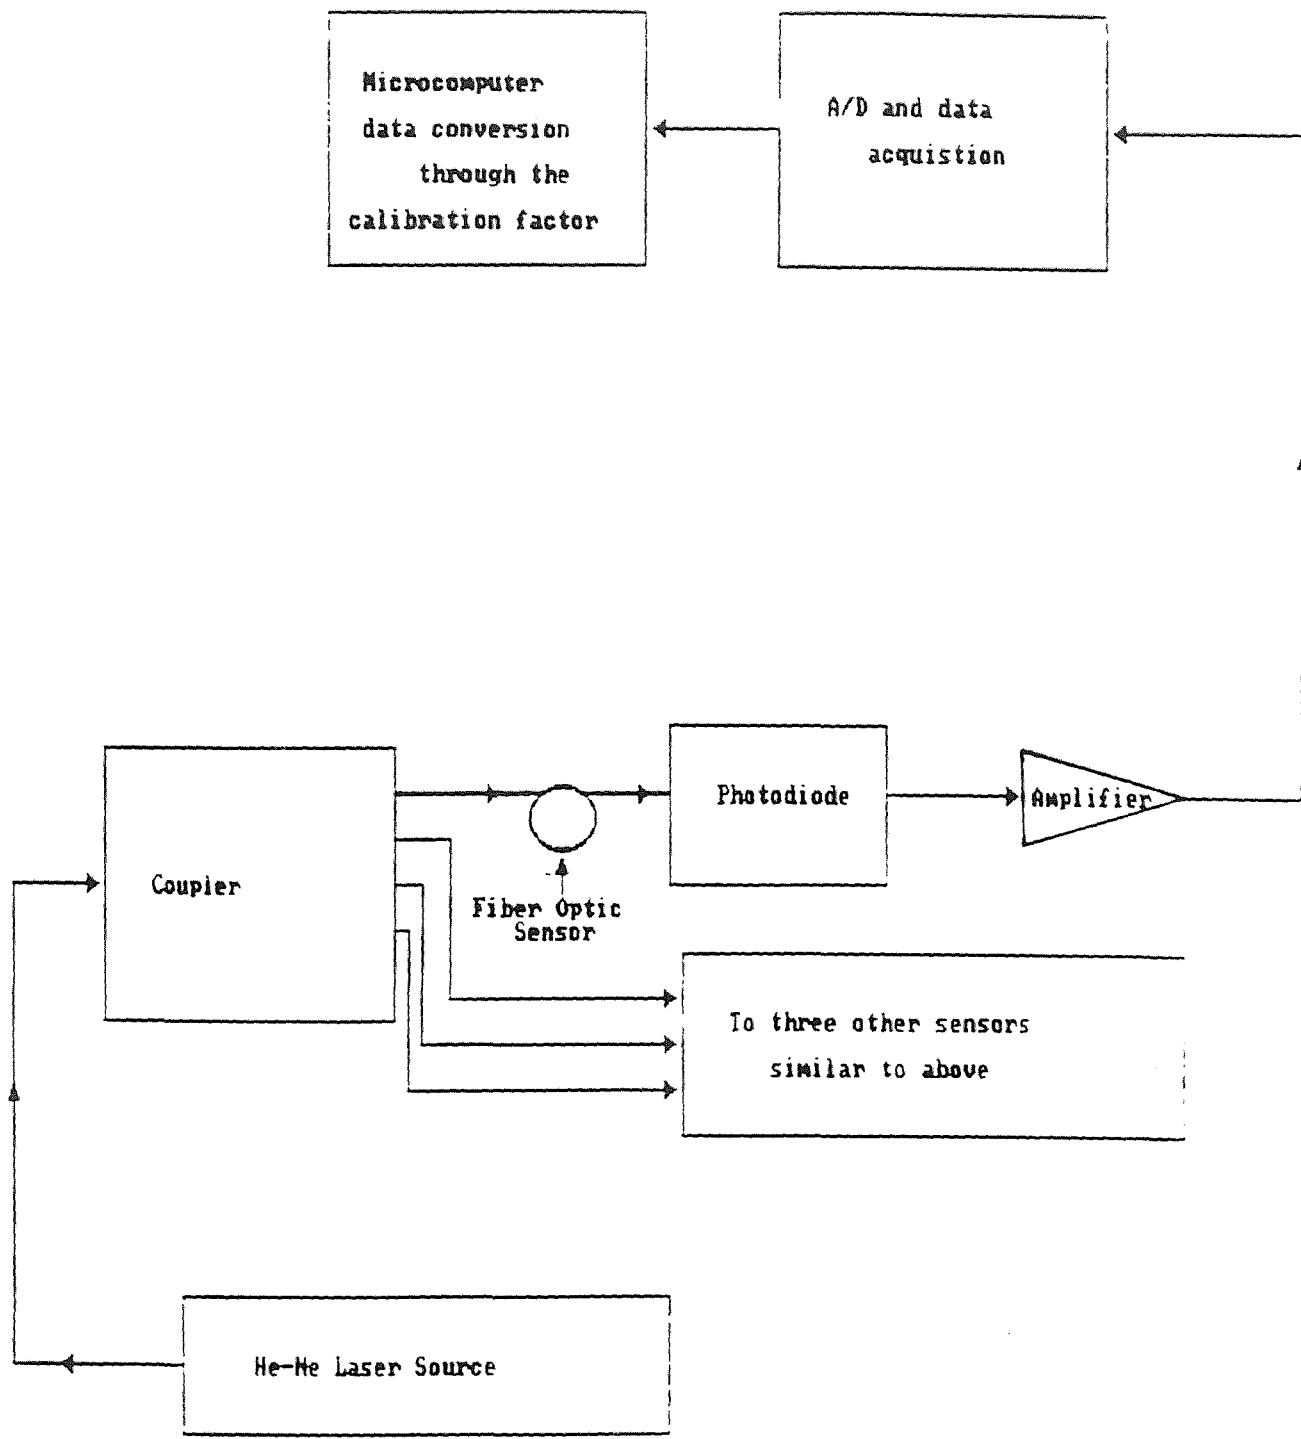 Microcomputer
data conversion
through the
calibration factor
A/D and data
acquistion
Photodiode
Amplifier
Coupler
Fiber Optic
Sensor
To three other sensors
similar to above
He-Ne Laser Source